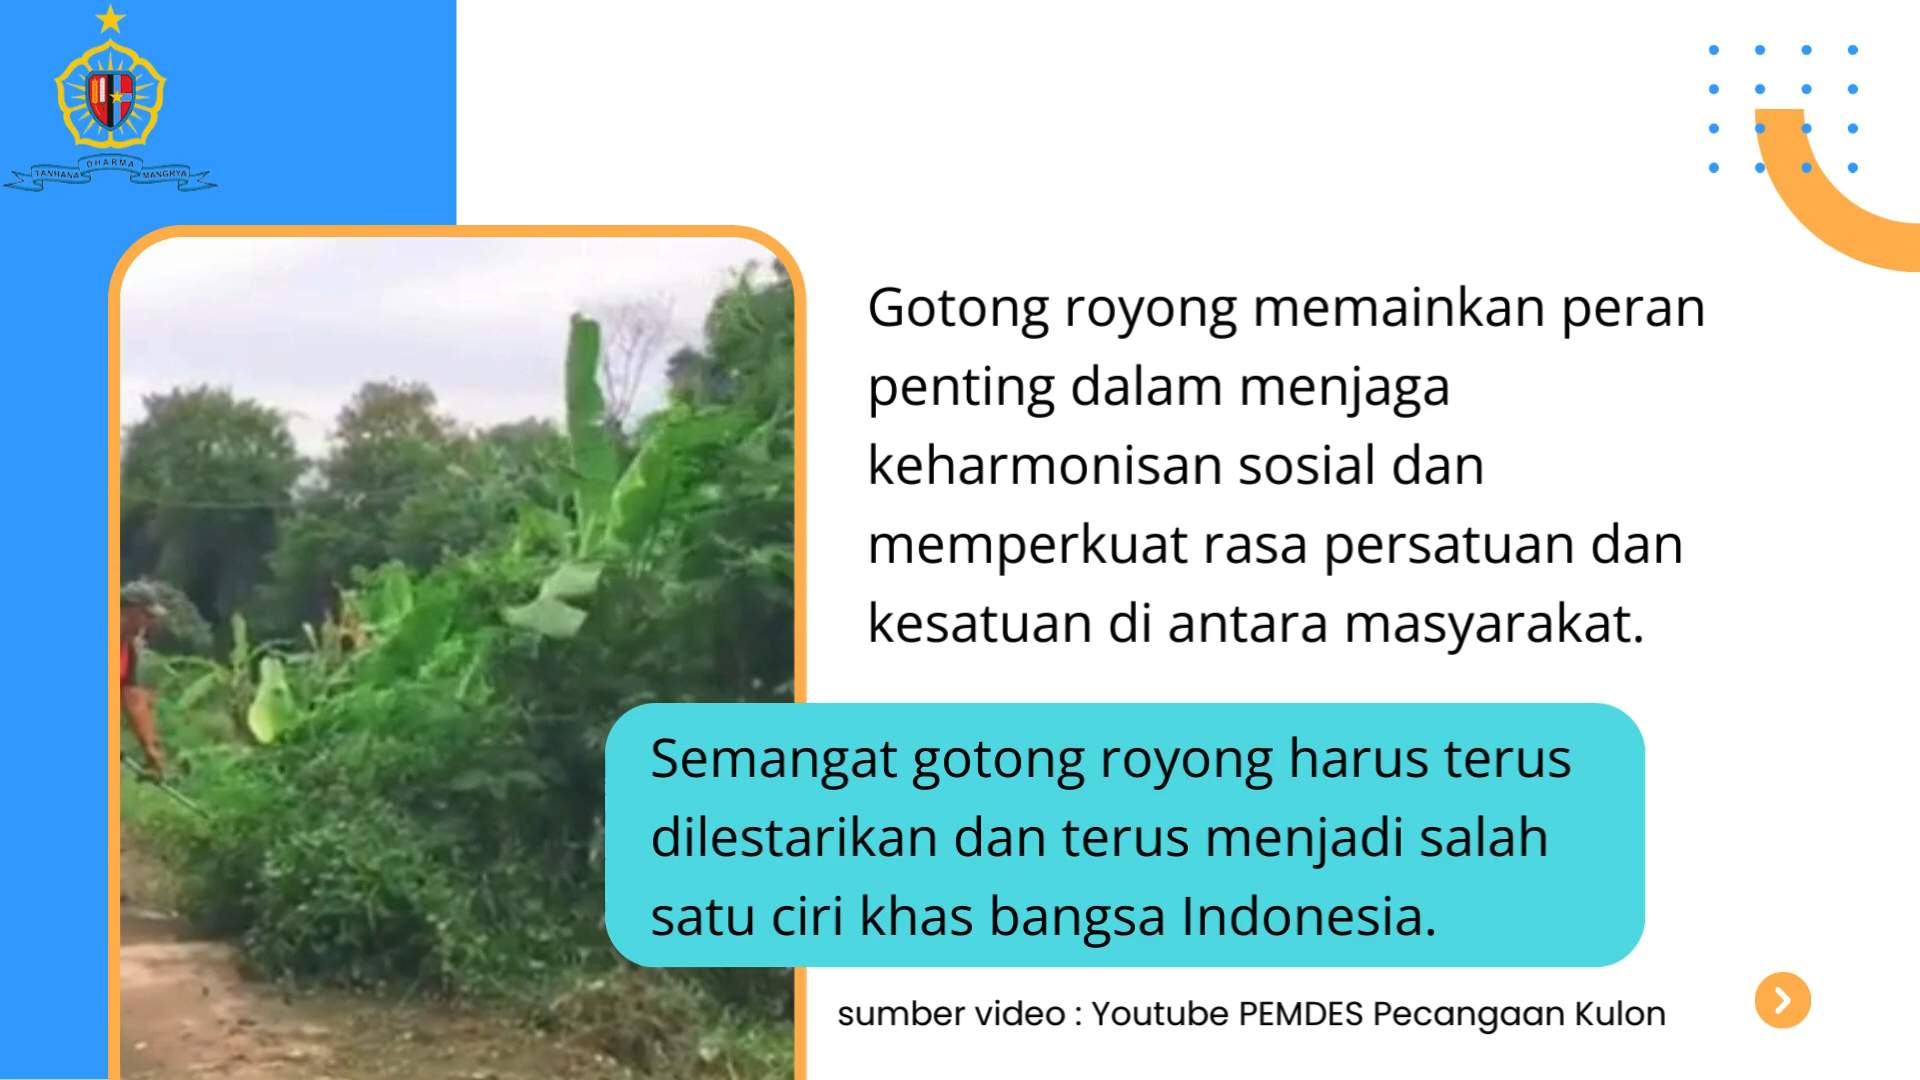 DHARMA
TANHANA MANGRVA
Gotong royong memainkan peran
penting dalam menjaga
keharmonisan sosial dan
memperkuat rasa persatuan dan
kesatuan di antara masyarakat.
Semangat gotong royong harus terus
dilestarikan dan terus menjadi salah
satu ciri khas bangsa Indonesia.
sumber video : Youtube PEMDES Pecangaan Kulon